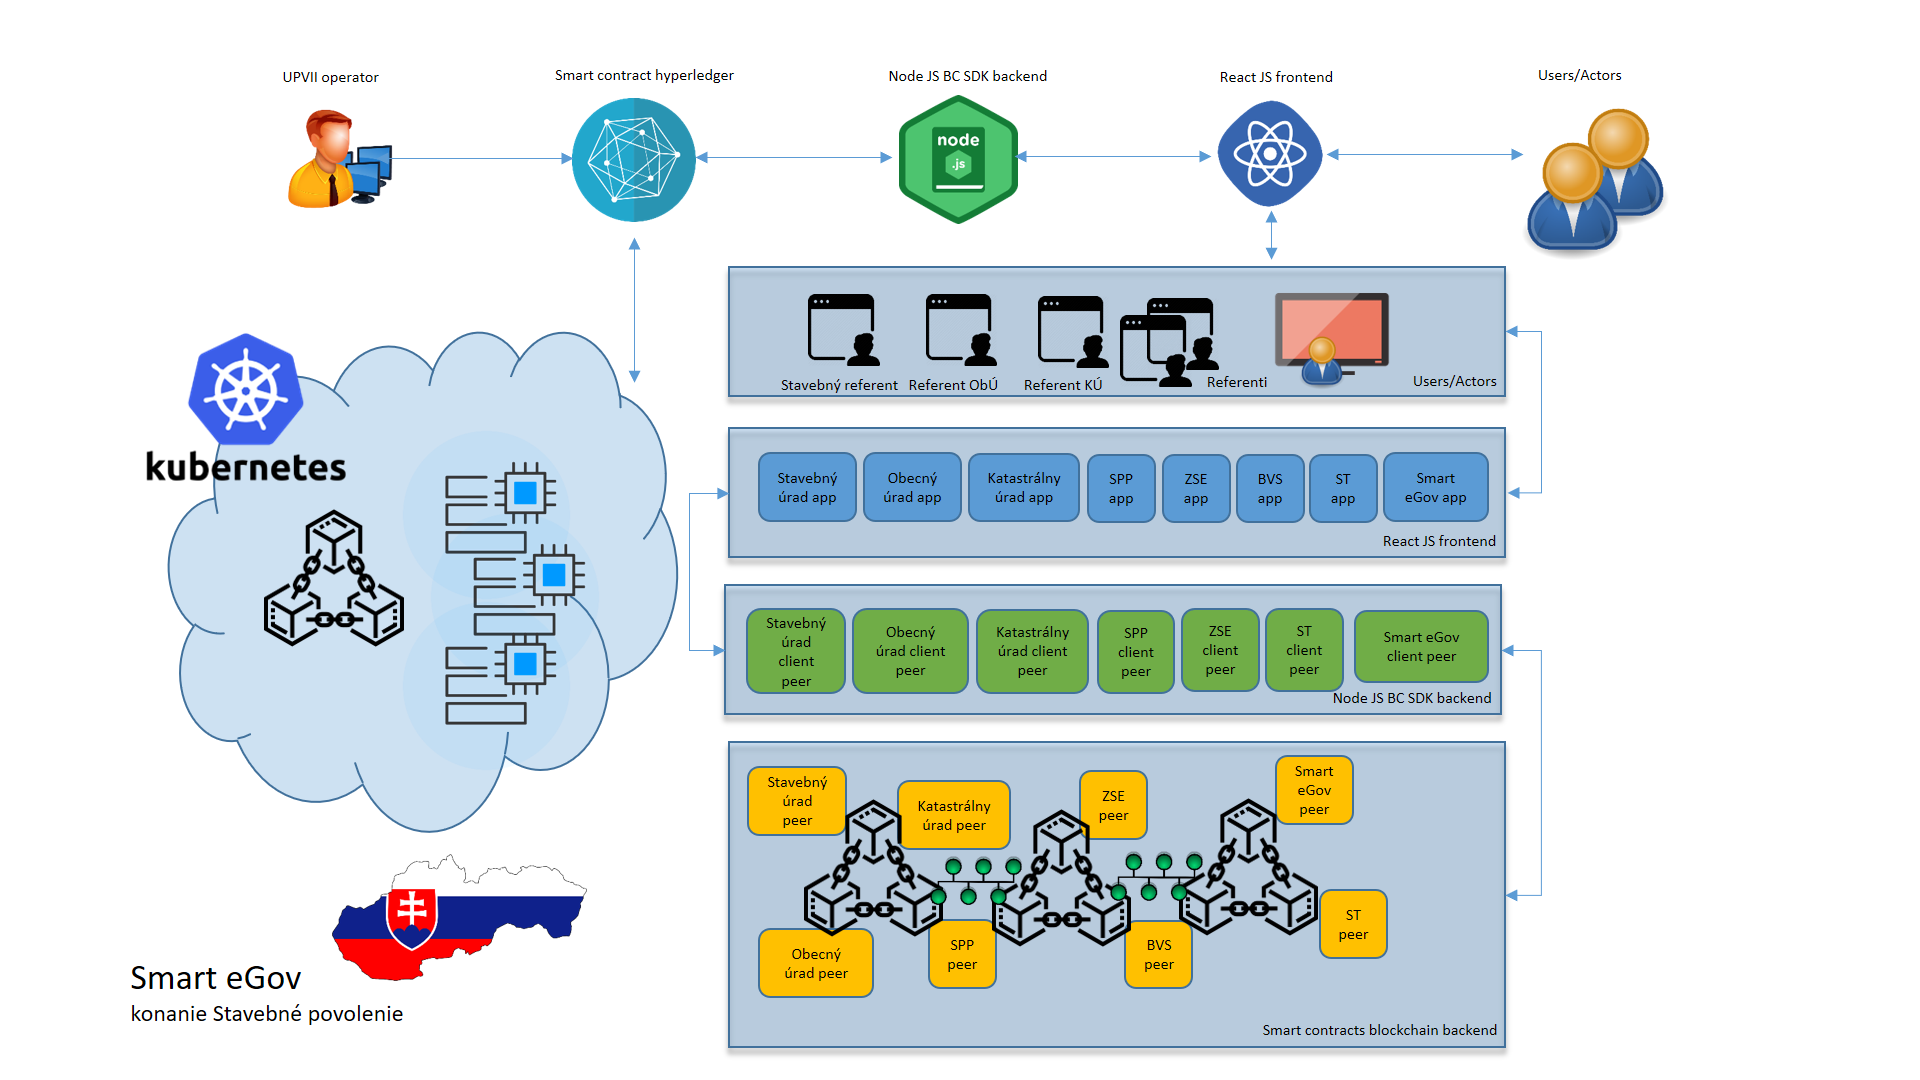 UPVII operator
Smart contract hyperledger
Node JS BC SDK backend
React JS frontend
Users/Actors
node
.js
Stavebný referent
Referent ObÚ
Referent KÚ
Referenti
Users/Actors
kubernetes
Stavebný
úrad app
Obecný
úrad app
Katastrálny
úrad app
SPP
app
ZSE
app
BVS
app
ST
app
Smart
eGov app
React JS frontend
Stavebný
úrad
client
peer
Obecný
úrad client
peer
Katastrálny
úrad client
peer
SPP
client
peer
ZSE
client
peer
ST
client
peer
Smart eGov
client peer
Node JS BC SDK backend
Stavebný
úrad
peer
Katastrálny
úrad peer
ZSE
peer
Smart
eGov
peer
Obecný
úrad peer
SPP
peer
BVS
peer
ST
peer
Smart contracts blockchain backend
Smart eGov
konanie Stavebné povolenie